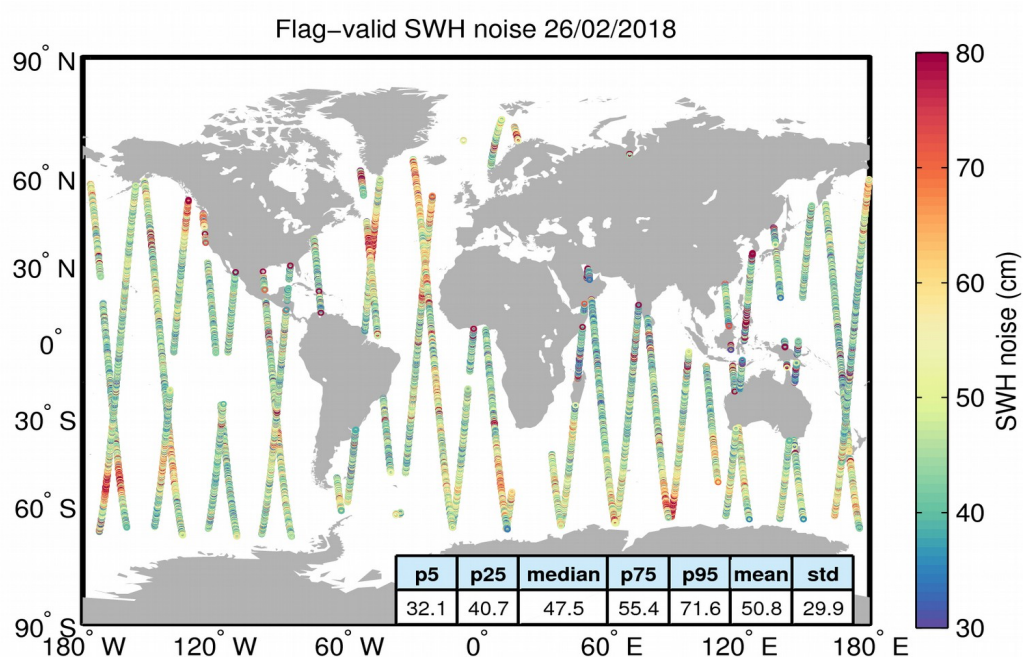 Flag–valid SWH noise 26/02/2018
90° N
60° N
30° N
0°
30° S
60° S
90° S
180° W 120° W 60° W 0° 60° E 120° E 180° E
p5 p25 median p75 p95 mean std
32.1 40.7 47.5 55.4 71.6 50.8 29.9
80
70
60
50
40
30
SWH noise (cm)